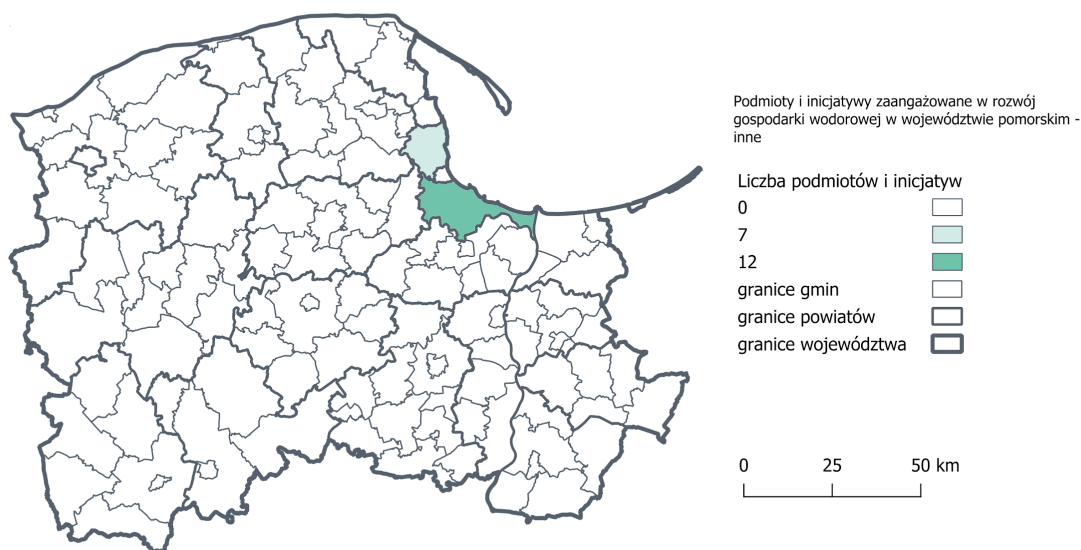 Podmioty i inicjatywy zaangażowane w rozwój
gospodarki wodorowej w województwie pomorskim -
inne
Liczba podmiotów i inicjatyw
0
7
12
granice gmin
granice powiatów
granice województwa
0 25 50 km